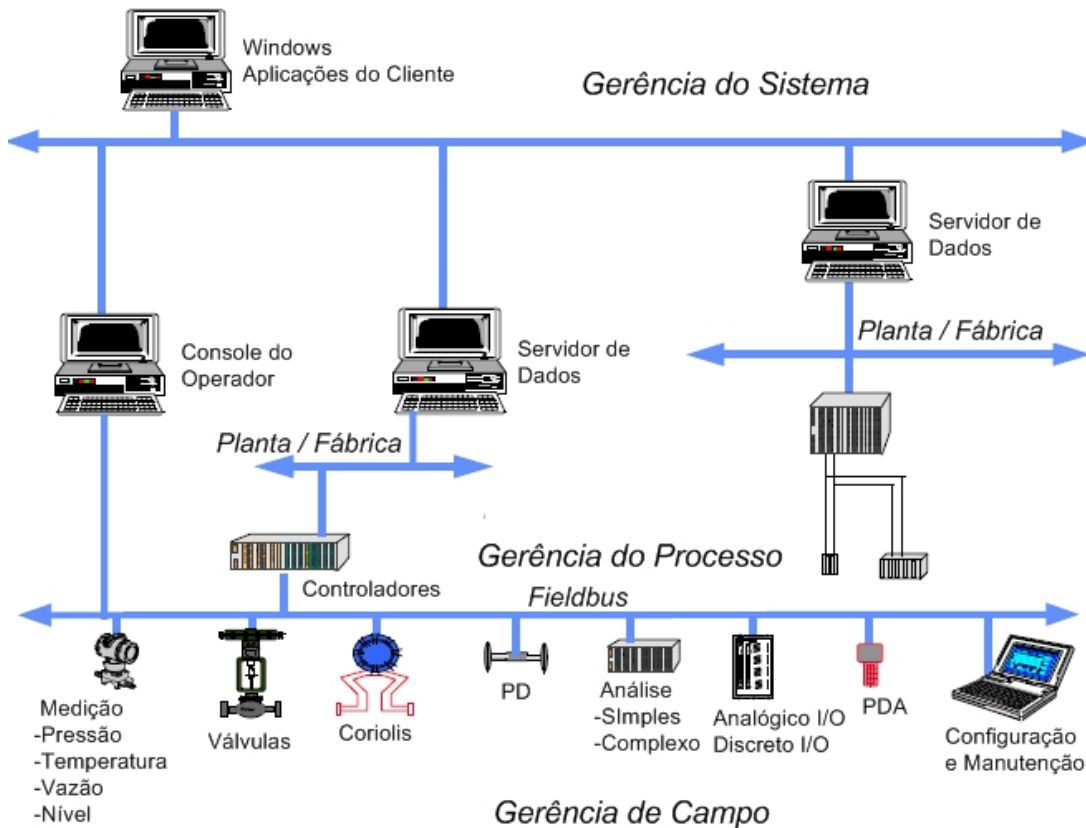 Windows
Aplicações do Cliente
Gerência do Sistema
Servidor de
Dados
Planta / Fábrica
Console do
Operador
Servidor de
Dados
Planta / Fábrica
Gerência do Processo
Controladores
Fieldbus
Medição
-Pressão
-Temperatura
-Vazão
-Nível
Válvulas
Coriolis
PD
Análise
-SImples
-Complexo
Analógico I/O
Discreto I/O
PDA
Configuração
e Manutenção
Gerência de Campo